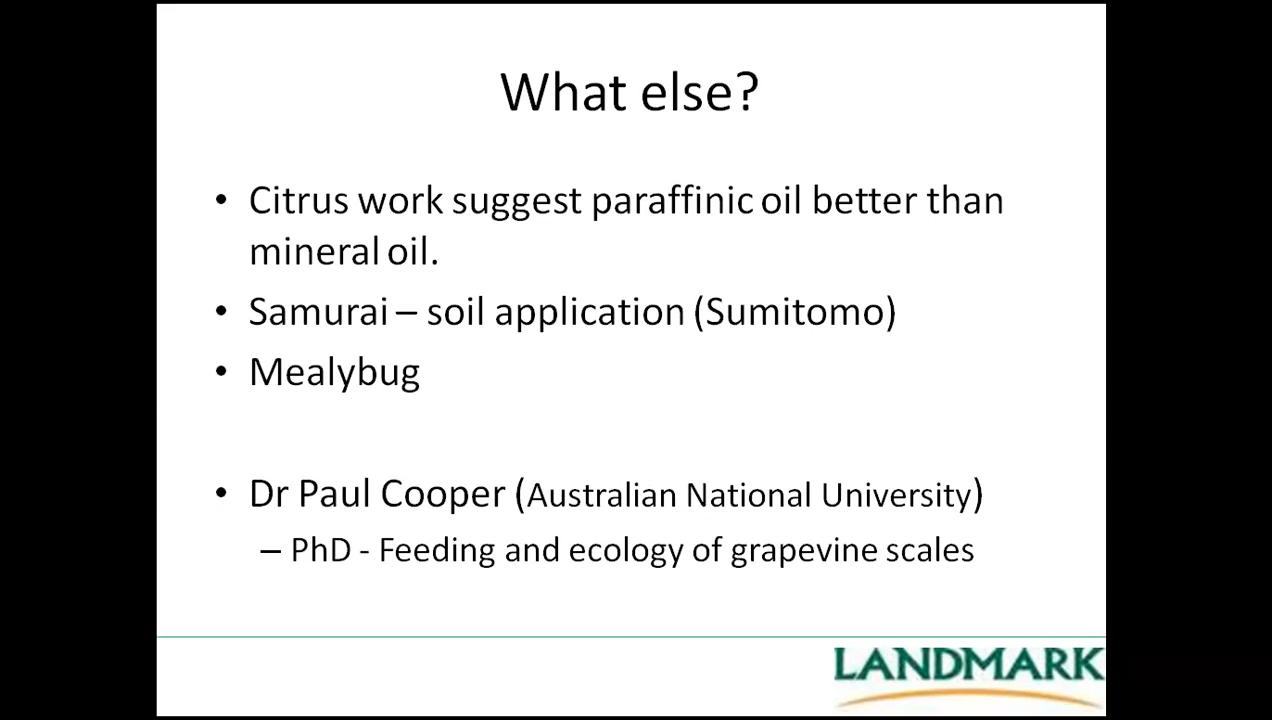 What else?
• Citrus work suggest paraffinic oil better than
mineral oil.
• Samurai – soil application (Sumitomo)
• Mealybug
• Dr Paul Cooper (Australian National University)
– PhD - Feeding and ecology of grapevine scales
LANDMARK